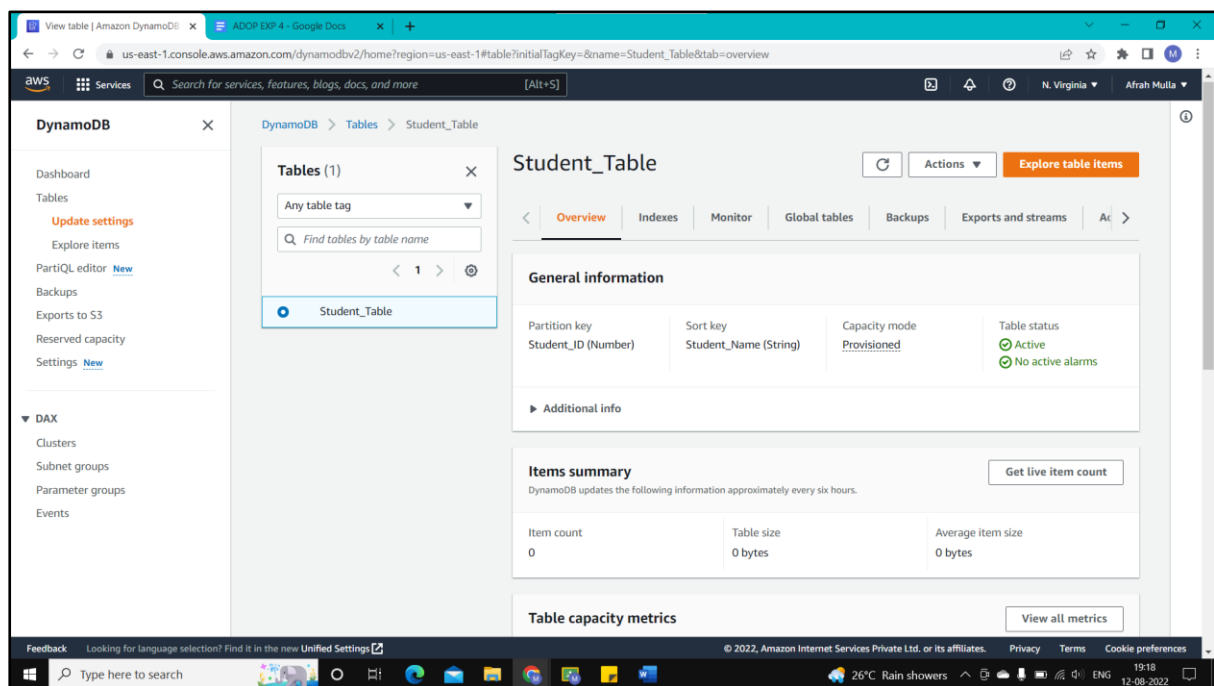 View table | Amazon DynamoDB
ADOP EXP 4 - Google Docs
us-east-1.console.aws.amazon.com/dynamodbv2/home?region=us-east-1#table?initialTagKey=&name=Student_Table&tab=overview
M
aws
Services
Search for services, features, blogs, docs, and more
[Alt+S]
N. Virginia
Afrah Mulla
DynamoDB
Dashboard
Tables
Update settings
Explore items
PartiQL editor New
Backups
Exports to S3
Reserved capacity
Settings New
DAX
Clusters
Subnet groups
Parameter groups
Events
DynamoDB > Tables > Student_Table
Tables (1)
Any table tag
Find tables by table name
1
Student_Table
Student_Table
Actions
Explore table items
Overview
Indexes
Monitor
Global tables
Backups
Exports and streams
General information
Partition key
Student_ID (Number)
Sort key
Student_Name (String)
Capacity mode
Provisioned
Table status
Active
No active alarms
Additional info
Items summary
Get live item count
DynamoDB updates the following information approximately every six hours.
Item count
0
Table size
0 bytes
Average item size
0 bytes
Table capacity metrics
View all metrics
Feedback
Looking for language selection? Find it in the new Unified Settings
© 2022, Amazon Internet Services Private Ltd. or its affiliates.
Privacy
Terms
Cookie preferences
Type here to search
26°C Rain showers
ENG
19:18
12-08-2022